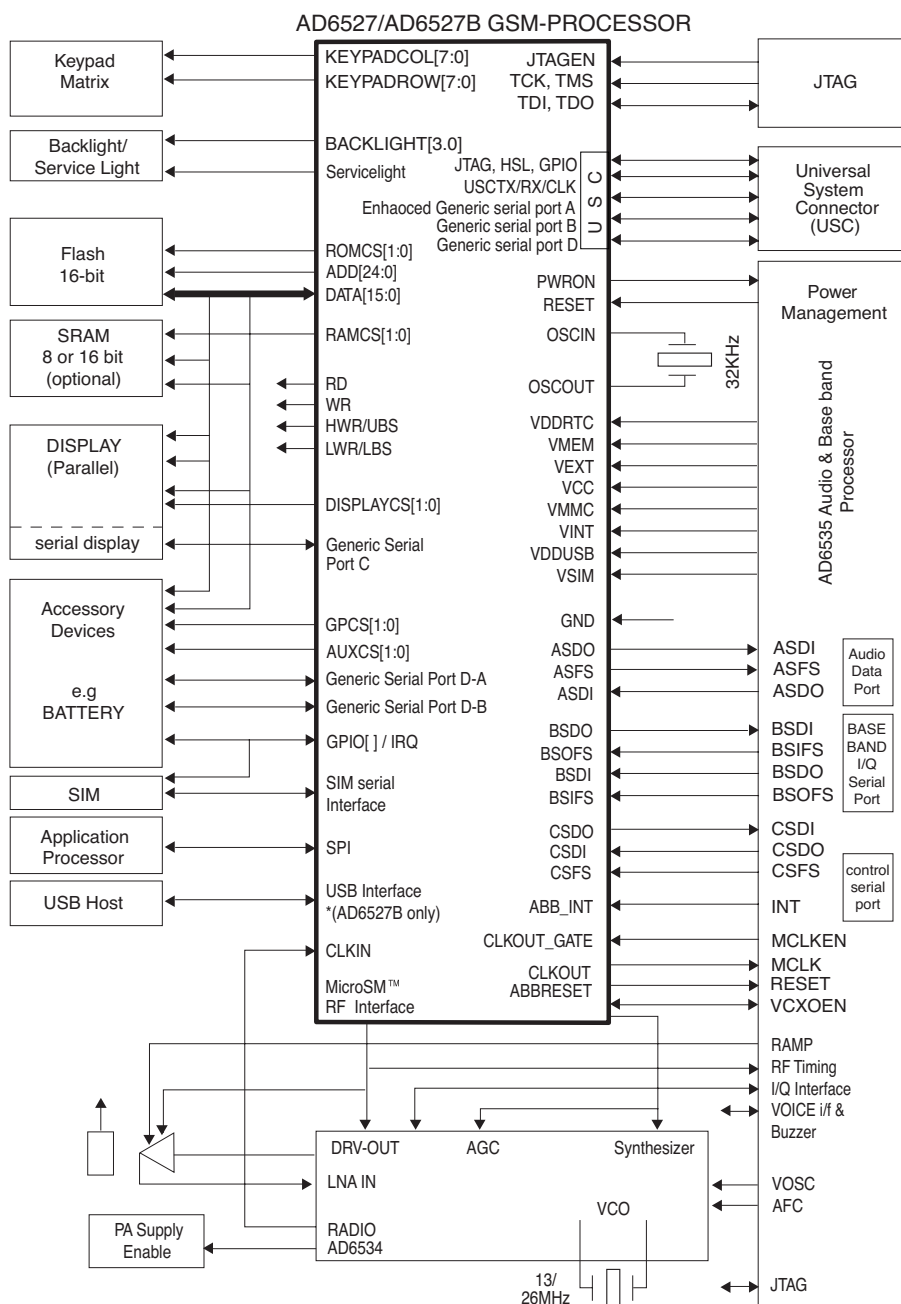 AD6527/AD6527B GSM-PROCESSOR
Keypad
Matrix
Backlight/
Service Light
Flash
16-bit
SRAM
8 or 16 bit
(optional)
DISPLAY
(Parallel)
serial display
Accessory
Devices
e.g
BATTERY
SIM
Application
Processor
USB Host
KEYPADCOL[7:0]
KEYPADROW[7:0]
BACKLIGHT[3.0]
Servicelight
ROMCS[1:0]
ADD[24:0]
DATA[15:0]
RAMCS[1:0]
RD
WR
HWR/UBS
LWR/LBS
DISPLAYCS[1:0]
Generic Serial
Port C
GPCS[1:0]
AUXCS[1:0]
Generic Serial Port D-A
Generic Serial Port D-B
GPIO[ ] / IRQ
SIM serial
Interface
SPI
USB Interface
*(AD6527B only)
CLKIN
MicroSM™
RF Interface
JTAGEN
TCK, TMS
TDI, TDO
JTAG, HSL, GPIO
USCTX/RX/CLK
Enhaoced Generic serial port A
Generic serial port B
Generic serial port D
USC
PWRON
RESET
OSCIN
OSCOUT
VDDRTC
VMEM
VEXT
VCC
VMMC
VINT
VDDUSB
VSIM
GND
ASDO
ASFS
ASDI
BSDO
BSOFS
BSDI
BSIFS
CSDO
CSDI
CSFS
ABB_INT
CLKOUT_GATE
CLKOUT
ABBRESET
32KHz
JTAG
Universal
System
Connector
(USC)
Power
Management
AD6535 Audio & Base band
Processor
ASDI
ASFS
ASDO
Audio
Data
Port
BSDI
BSIFS
BSDO
BSOFS
BASE
BAND
I/Q
Serial
Port
CSDI
CSDO
CSFS
INT
control
serial
port
MCLKEN
MCLK
RESET
VCXOEN
RAMP
RF Timing
I/Q Interface
VOICE i/f &
Buzzer
VOSC
AFC
JTAG
DRV-OUT
AGC
Synthesizer
LNA IN
VCO
RADIO
AD6534
PA Supply
Enable
13/
26MHz